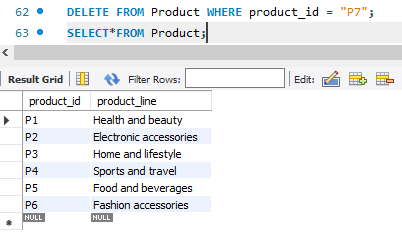 62 DELETE FROM Product WHERE product_id = "P7";
63 SELECT*FROM Product;
Result Grid Filter Rows: Edit:
product_id product_line
P1 Health and beauty
P2 Electronic accessories
P3 Home and lifestyle
P4 Sports and travel
P5 Food and beverages
P6 Fashion accessories
NULL NULL